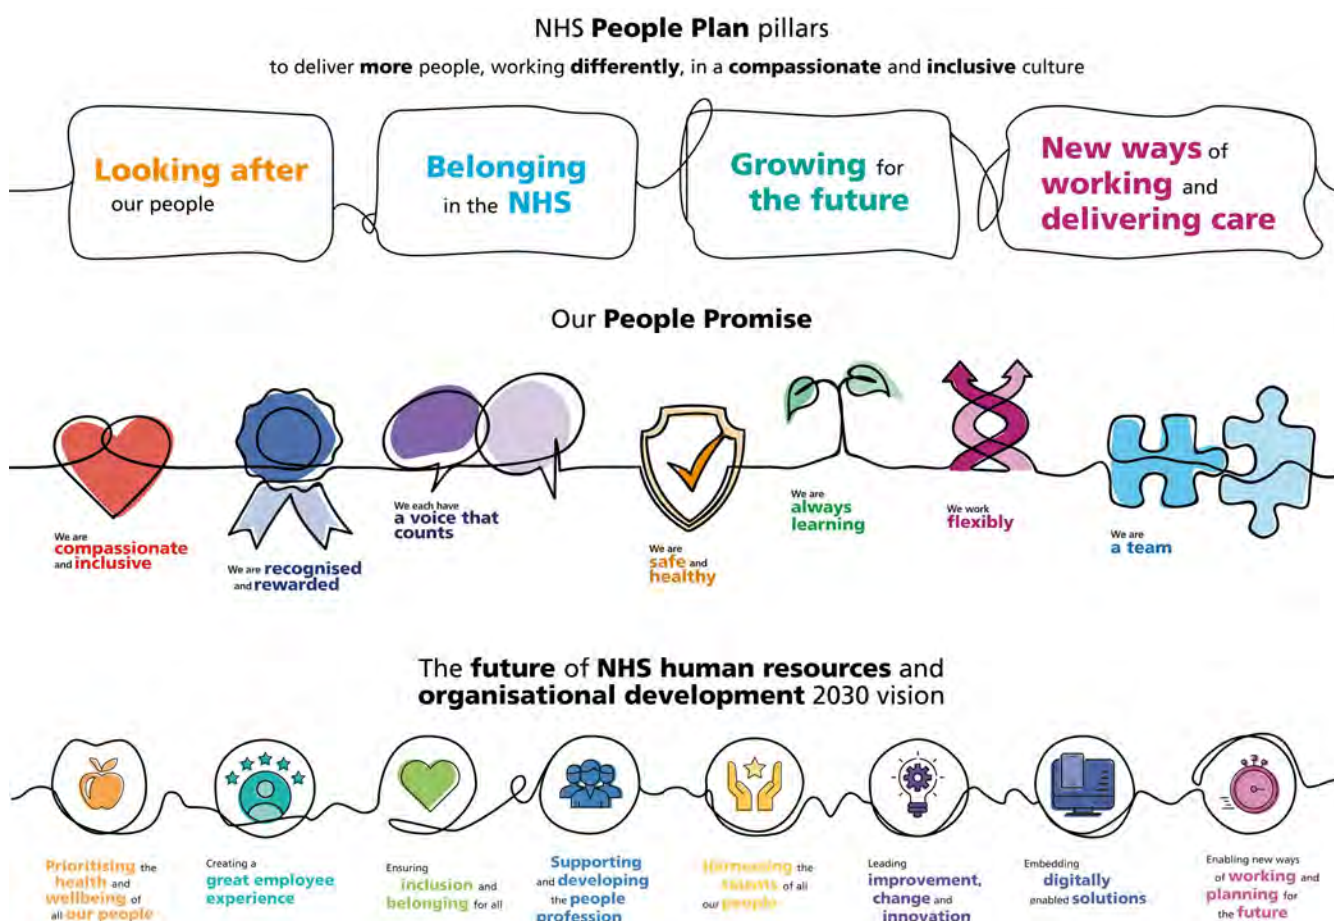 NHS People Plan pillars
to deliver more people, working differently, in a compassionate and inclusive culture
Looking after
our people
Belonging
in the NHS
Growing for
the future
New ways of
working and
delivering care
Our People Promise
We are
compassionate
and inclusive
We are recognised
and rewarded
We each have
a voice that
counts
We are
safe and
healthy
We are
always
learning
We work
flexibly
We are
a team
The future of NHS human resources and
organisational development 2030 vision
Prioritising the
health and
wellbeing of
all our people
Creating a
great employee
experience
Ensuring
inclusion and
belonging for all
Supporting
and developing
the people
profession
Harnessing the
talents of all
our people
Leading
improvement,
change and
innovation
Embedding
digitally
enabled solutions
Enabling new ways
of working and
planning for
the future